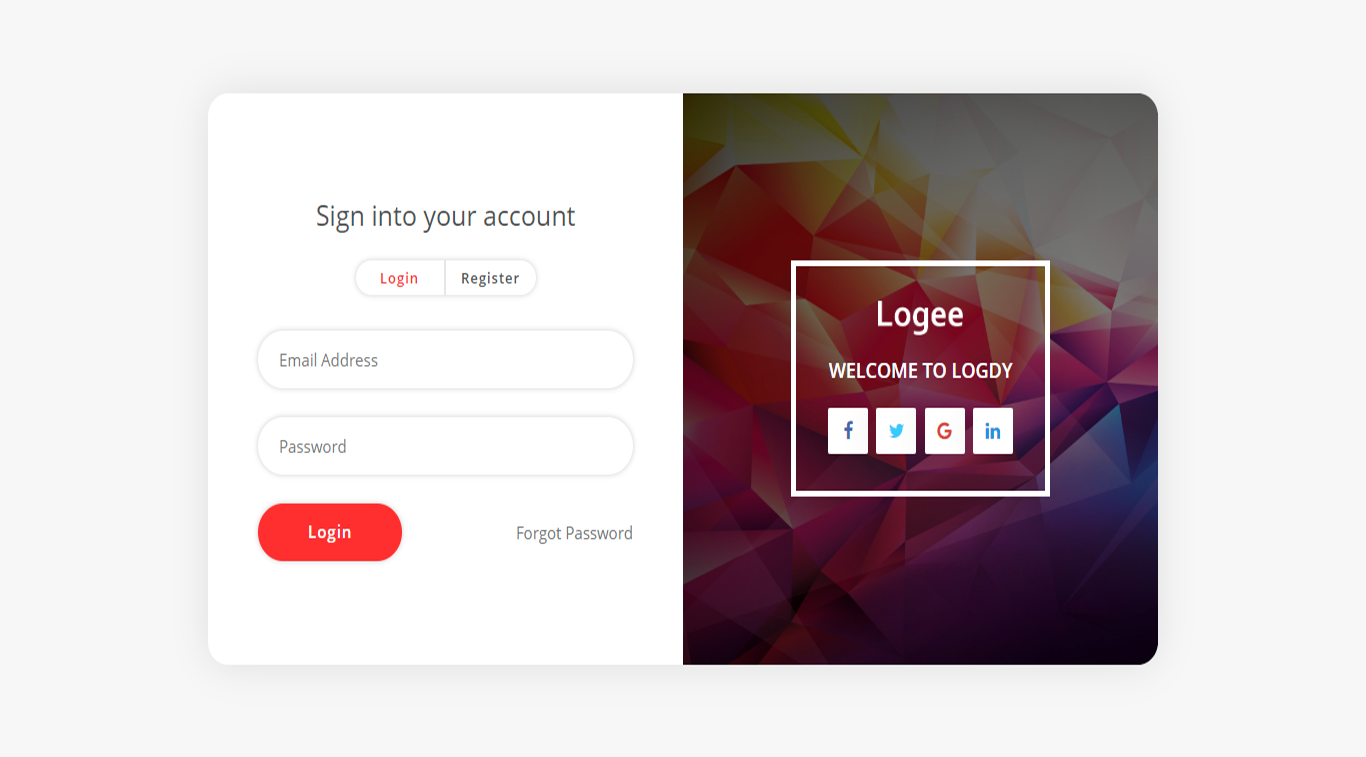 Sign into your account
Login Register
Email Address
Password
Login Forgot Password
Logee
WELCOME TO LOGDY
f G in